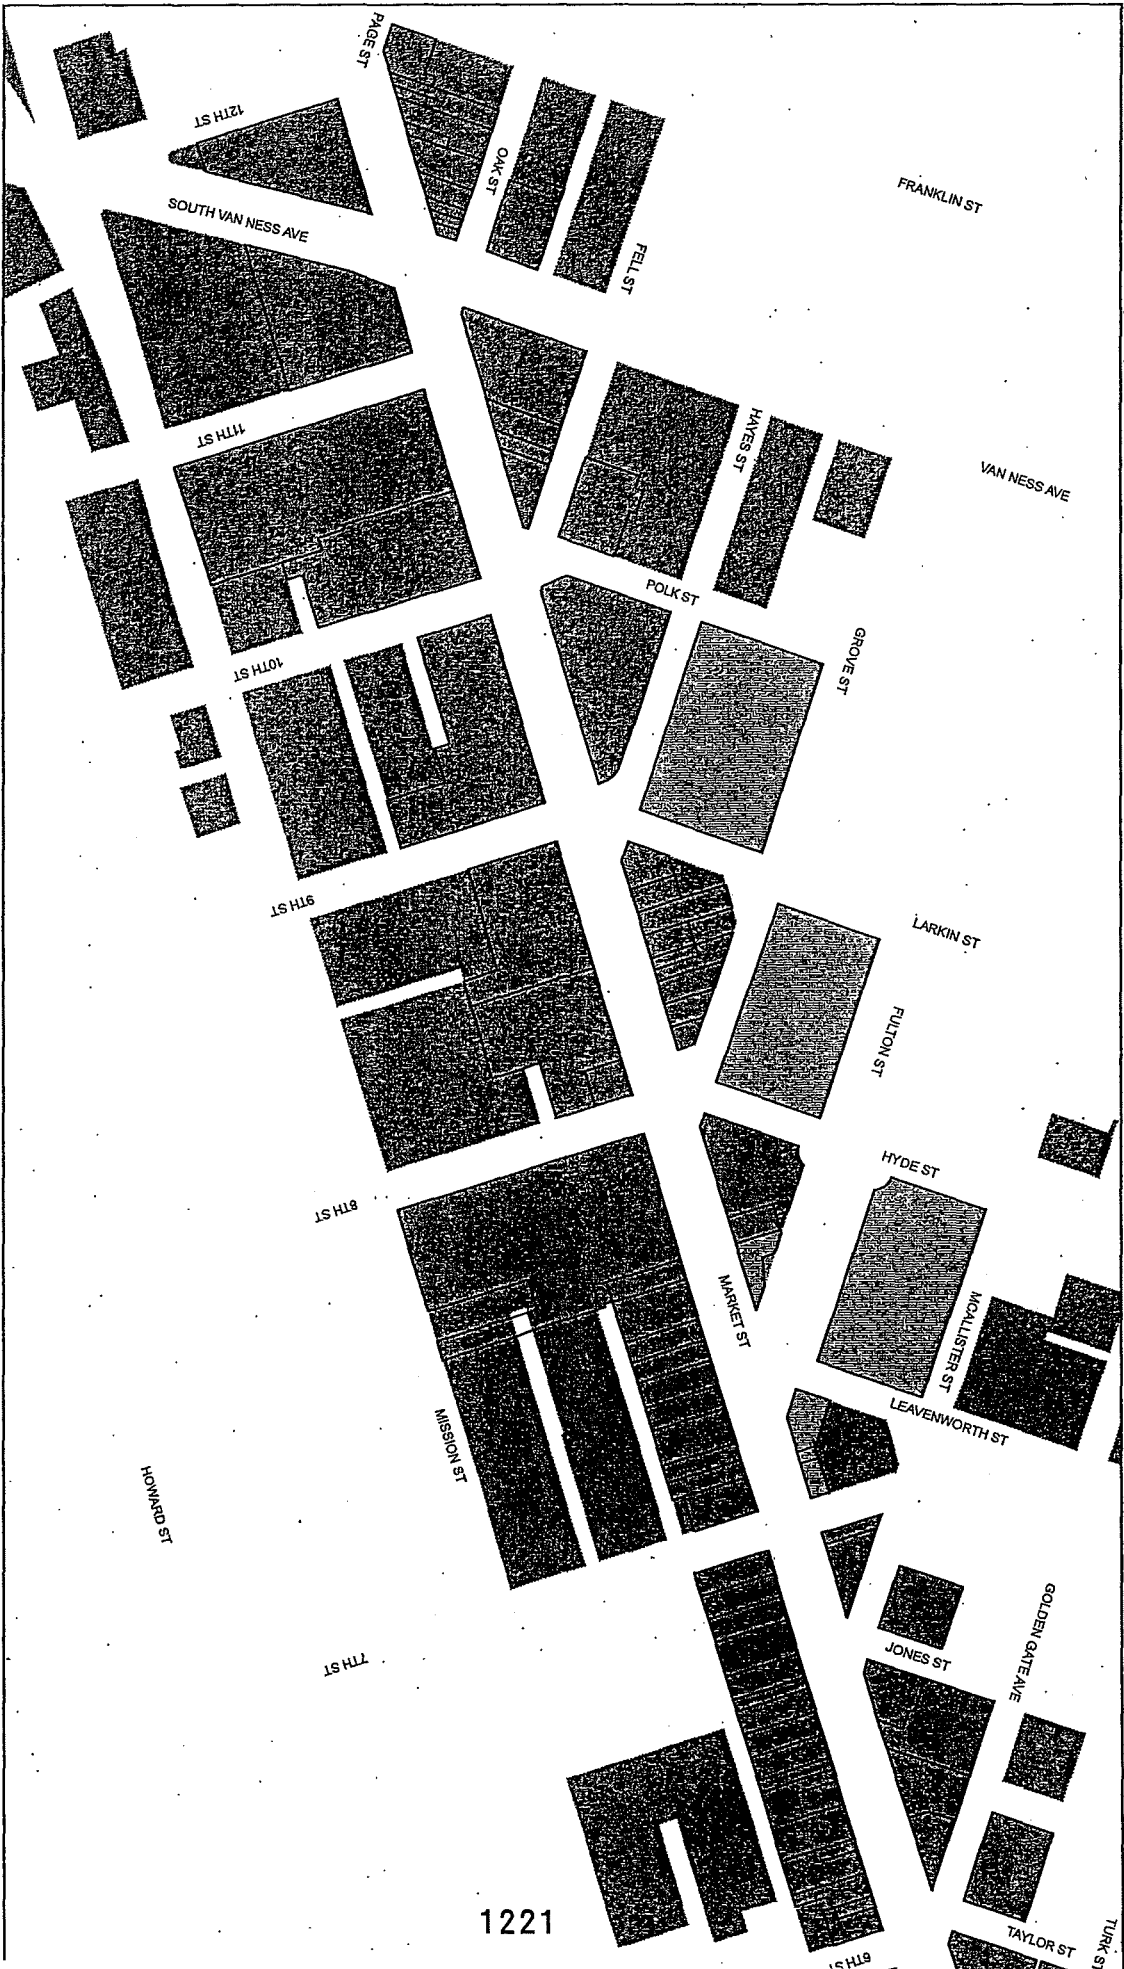 PAGE ST
12TH ST
OAK ST
FRANKLIN ST
SOUTH VAN NESS AVE
FELL ST
11TH ST
HAYES ST
VAN NESS AVE
POLK ST
GROVE ST
10TH ST
9TH ST
LARKIN ST
FULTON ST
HYDE ST
8TH ST
MARKET ST
MCALLISTER ST
LEAVENWORTH ST
MISSION ST
HOWARD ST
GOLDEN GATE AVE
JONES ST
7TH ST
1221
TAYLOR ST
TURK ST
6TH ST